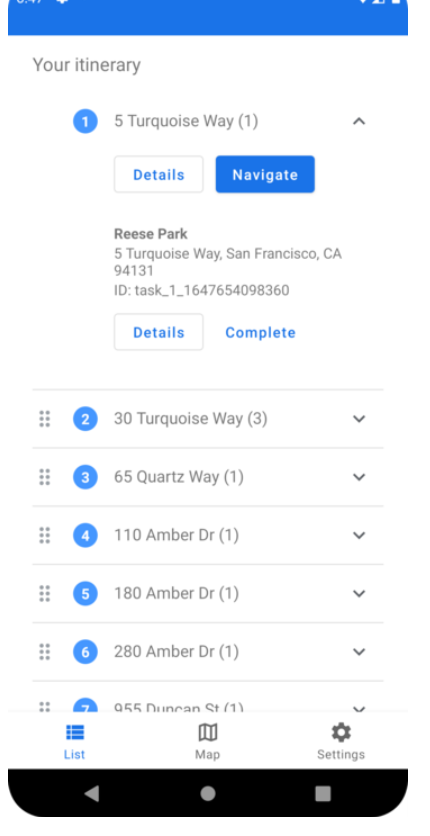 Your itinerary
1 5 Turquoise Way (1)
Details Navigate
Reese Park
5 Turquoise Way, San Francisco, CA
94131
ID: task_1_1647654098360
Details Complete
2 30 Turquoise Way (3)
3 65 Quartz Way (1)
4 110 Amber Dr (1)
5 180 Amber Dr (1)
6 280 Amber Dr (1)
7 955 Duncan St (1)
List Map Settings